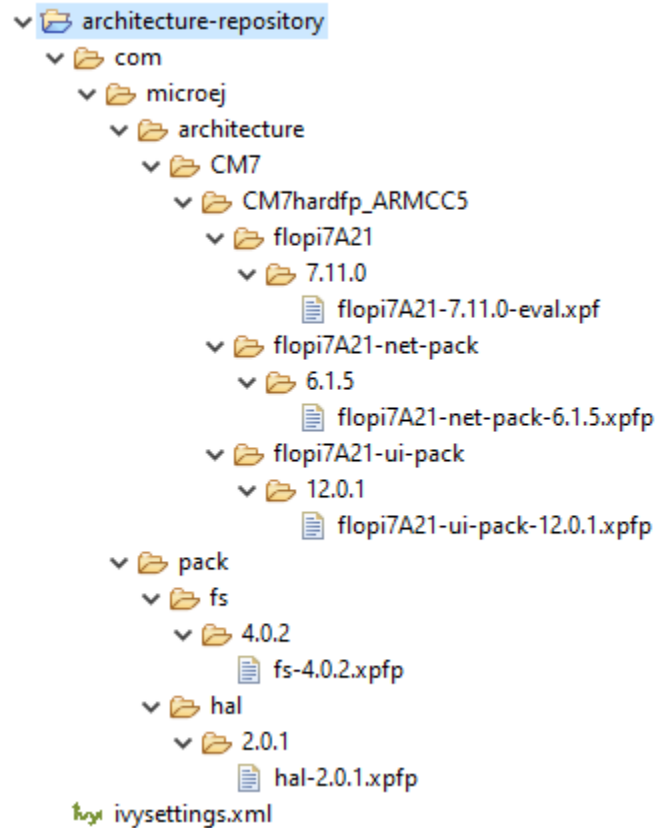 architecture-repository
com
microej
architecture
CM7
CM7hardfp_ARMCC5
flopi7A21
7.11.0
flopi7A21-7.11.0-eval.xpf
flopi7A21-net-pack
6.1.5
flopi7A21-net-pack-6.1.5.xpfp
flopi7A21-ui-pack
12.0.1
flopi7A21-ui-pack-12.0.1.xpfp
pack
fs
4.0.2
fs-4.0.2.xpfp
hal
2.0.1
hal-2.0.1.xpfp
ivy ivysettings.xml